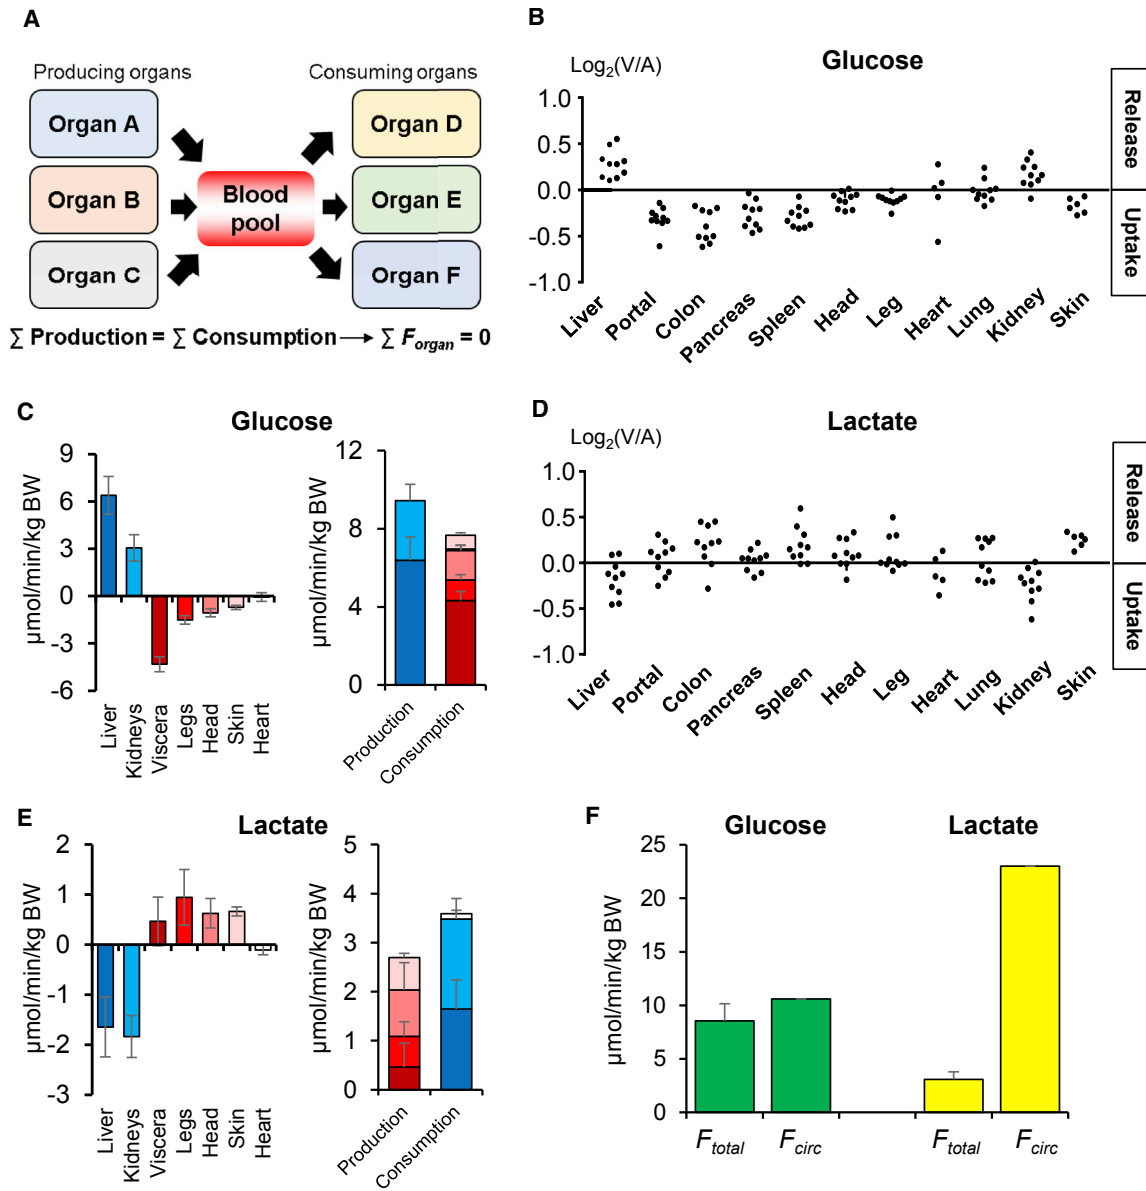 A
Producing organs
Consuming organs
Organ A
Organ D
Organ B
Blood
pool
Organ E
Organ C
Organ F
∑ Production = ∑ Consumption → ∑ F_organ = 0
B
Log₂(V/A)
Glucose
1.0
0.5
0.0
-0.5
-1.0
Release
Uptake
Liver
Portal
Colon
Pancreas
Spleen
Head
Leg
Heart
Lung
Kidney
Skin
C
Glucose
µmol/min/kg BW
9
6
3
0
-3
-6
Liver
Kidneys
Viscera
Legs
Head
Skin
Heart
µmol/min/kg BW
12
8
4
0
Production
Consumption
D
Log₂(V/A)
Lactate
1.0
0.5
0.0
-0.5
-1.0
Release
Uptake
Liver
Portal
Colon
Pancreas
Spleen
Head
Leg
Heart
Lung
Kidney
Skin
E
Lactate
µmol/min/kg BW
2
1
0
-1
-2
-3
Liver
Kidneys
Viscera
Legs
Head
Skin
Heart
µmol/min/kg BW
5
4
3
2
1
0
Production
Consumption
F
Glucose
Lactate
µmol/min/kg BW
25
20
15
10
5
0
F_total
F_circ
F_total
F_circ